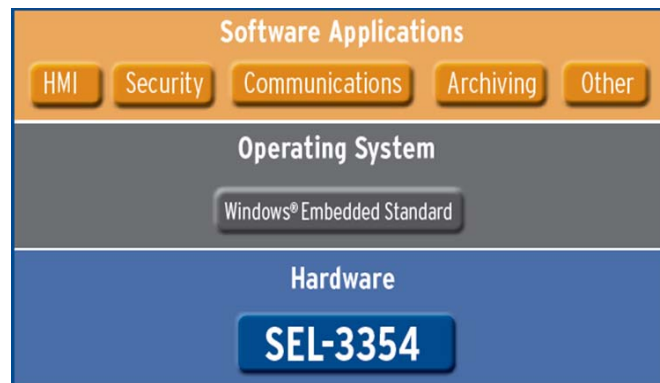 Software Applications
HMI Security Communications Archiving Other
Operating System
Windows® Embedded Standard
Hardware
SEL-3354